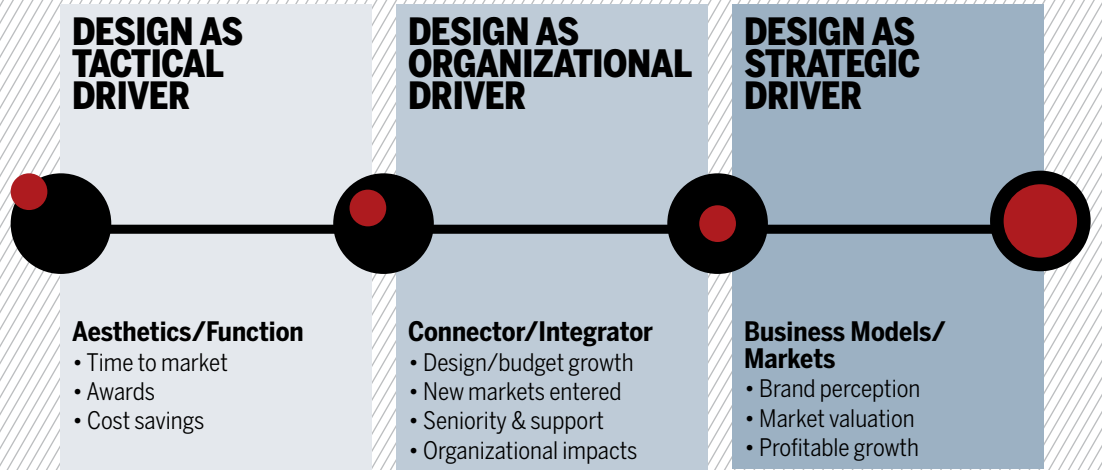 DESIGN AS
TACTICAL
DRIVER
Aesthetics/Function
• Time to market
• Awards
• Cost savings
DESIGN AS
ORGANIZATIONAL
DRIVER
Connector/Integrator
• Design/budget growth
• New markets entered
• Seniority & support
• Organizational impacts
DESIGN AS
STRATEGIC
DRIVER
Business Models/
Markets
• Brand perception
• Market valuation
• Profitable growth